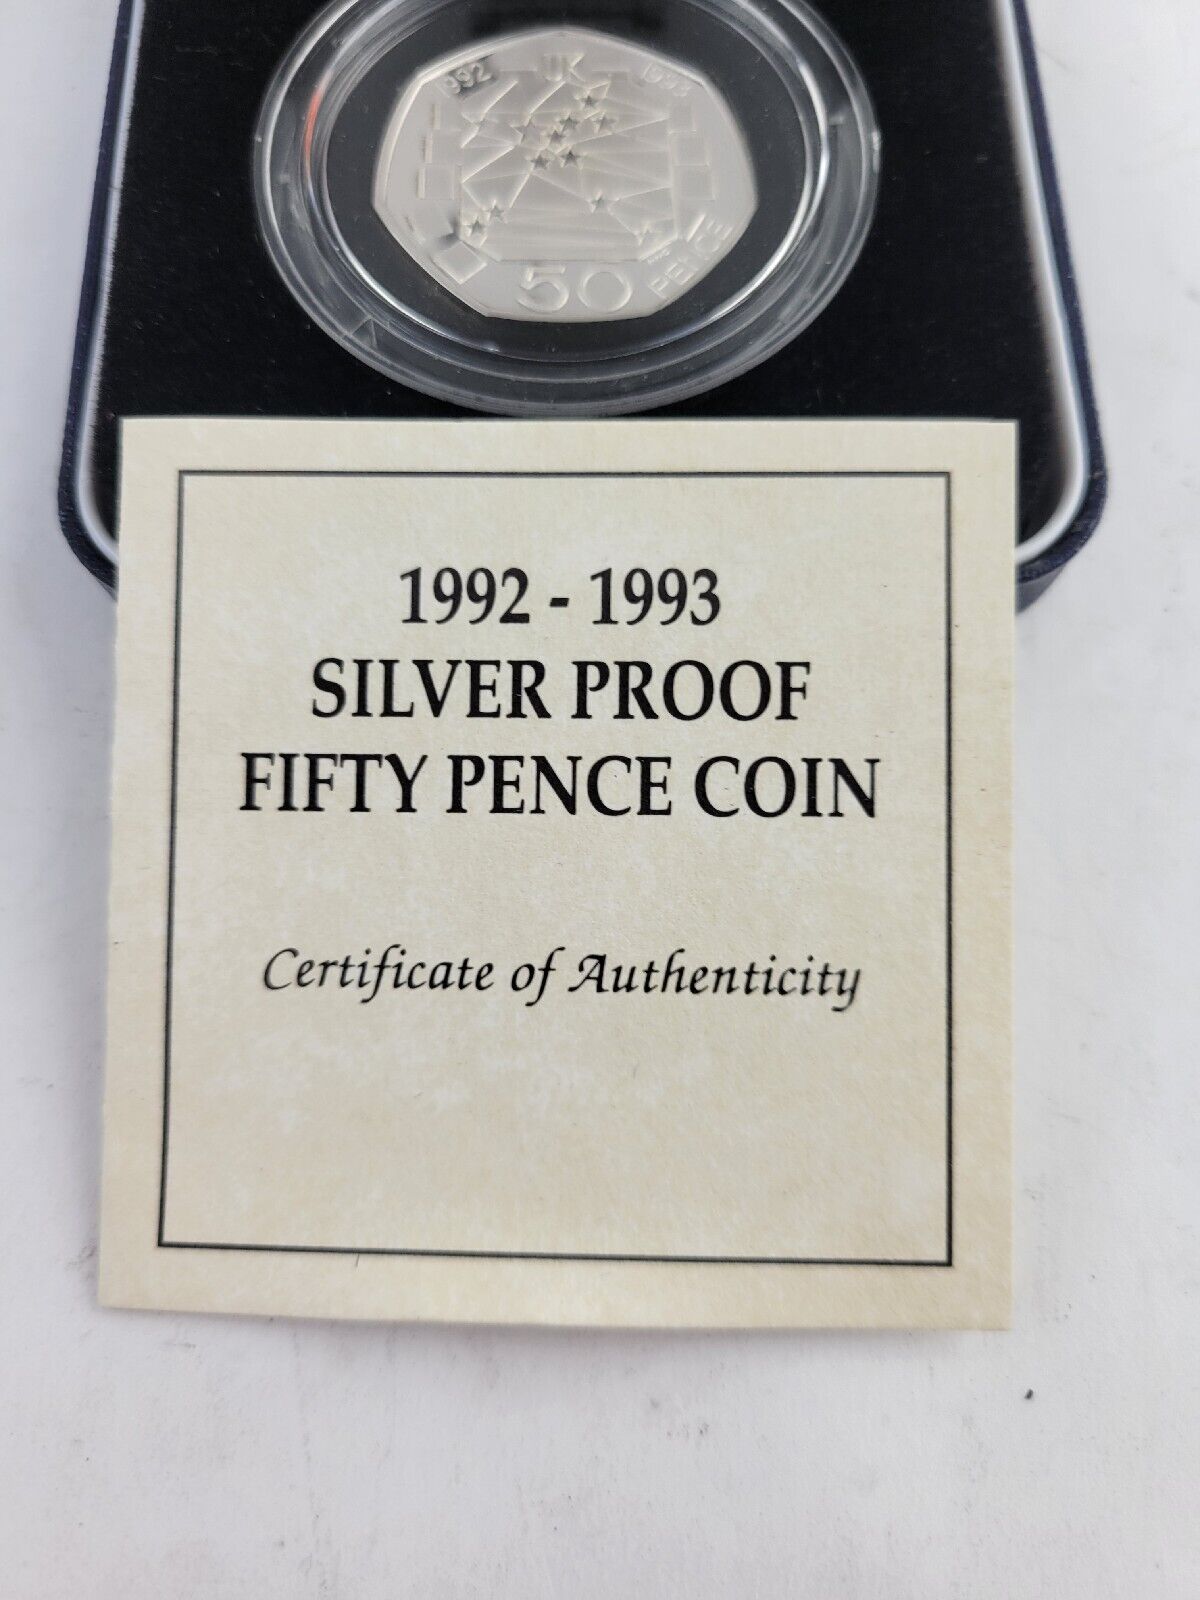 1992 UK 1993
50 PENCE
1992 - 1993
SILVER PROOF
FIFTY PENCE COIN
Certificate of Authenticity